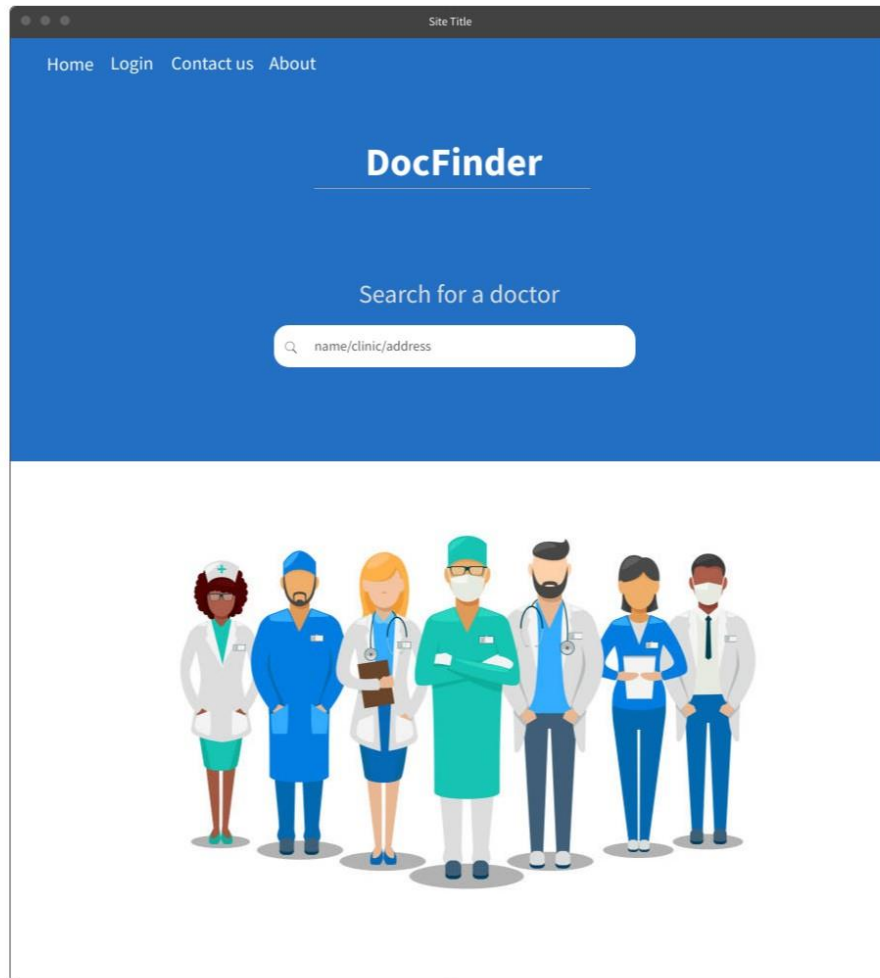 Site Title
Home Login Contact us About
DocFinder
Search for a doctor
name/clinic/address